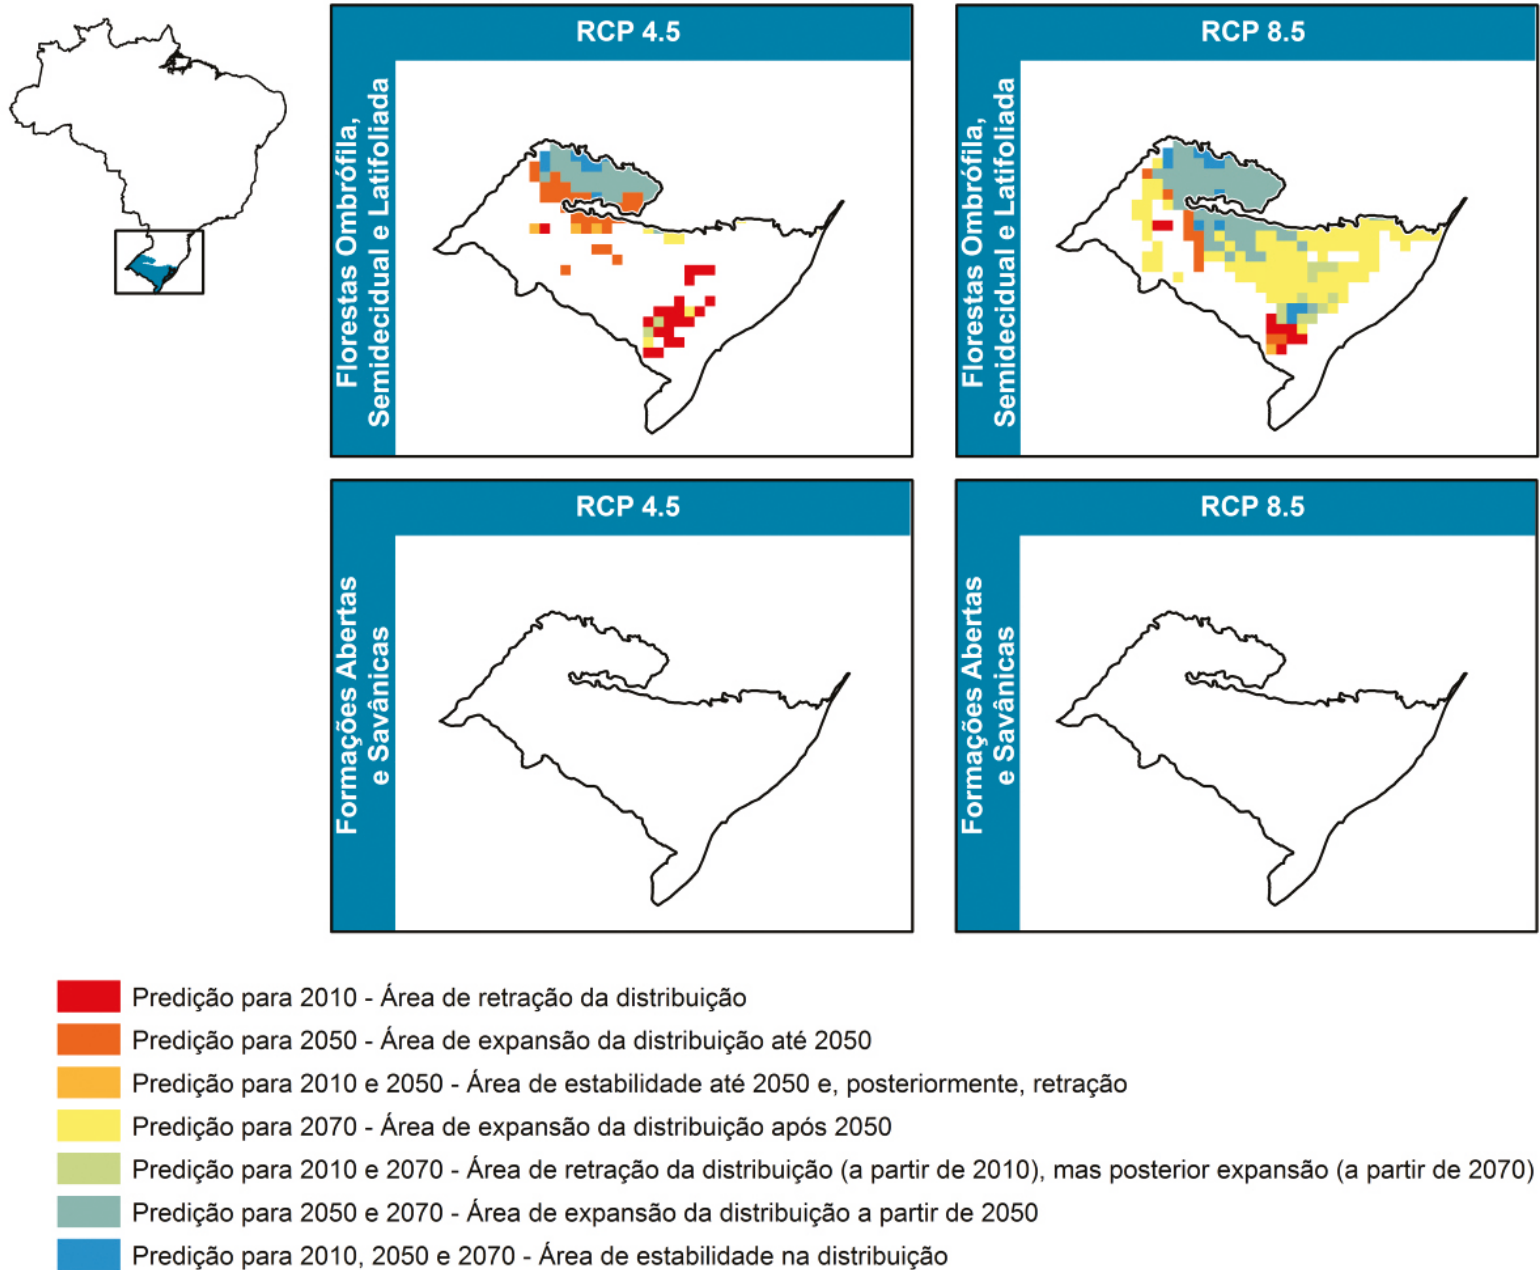 RCP 4.5
Florestas Ombrófila,
Semidecidual e Latifoliada
RCP 8.5
Florestas Ombrófila,
Semidecidual e Latifoliada
RCP 4.5
Formações Abertas
e Savânicas
RCP 8.5
Formações Abertas
e Savânicas
Predição para 2010 - Área de retração da distribuição
Predição para 2050 - Área de expansão da distribuição até 2050
Predição para 2010 e 2050 - Área de estabilidade até 2050 e, posteriormente, retração
Predição para 2070 - Área de expansão da distribuição após 2050
Predição para 2010 e 2070 - Área de retração da distribuição (a partir de 2010), mas posterior expansão (a partir de 2070)
Predição para 2050 e 2070 - Área de expansão da distribuição a partir de 2050
Predição para 2010, 2050 e 2070 - Área de estabilidade na distribuição